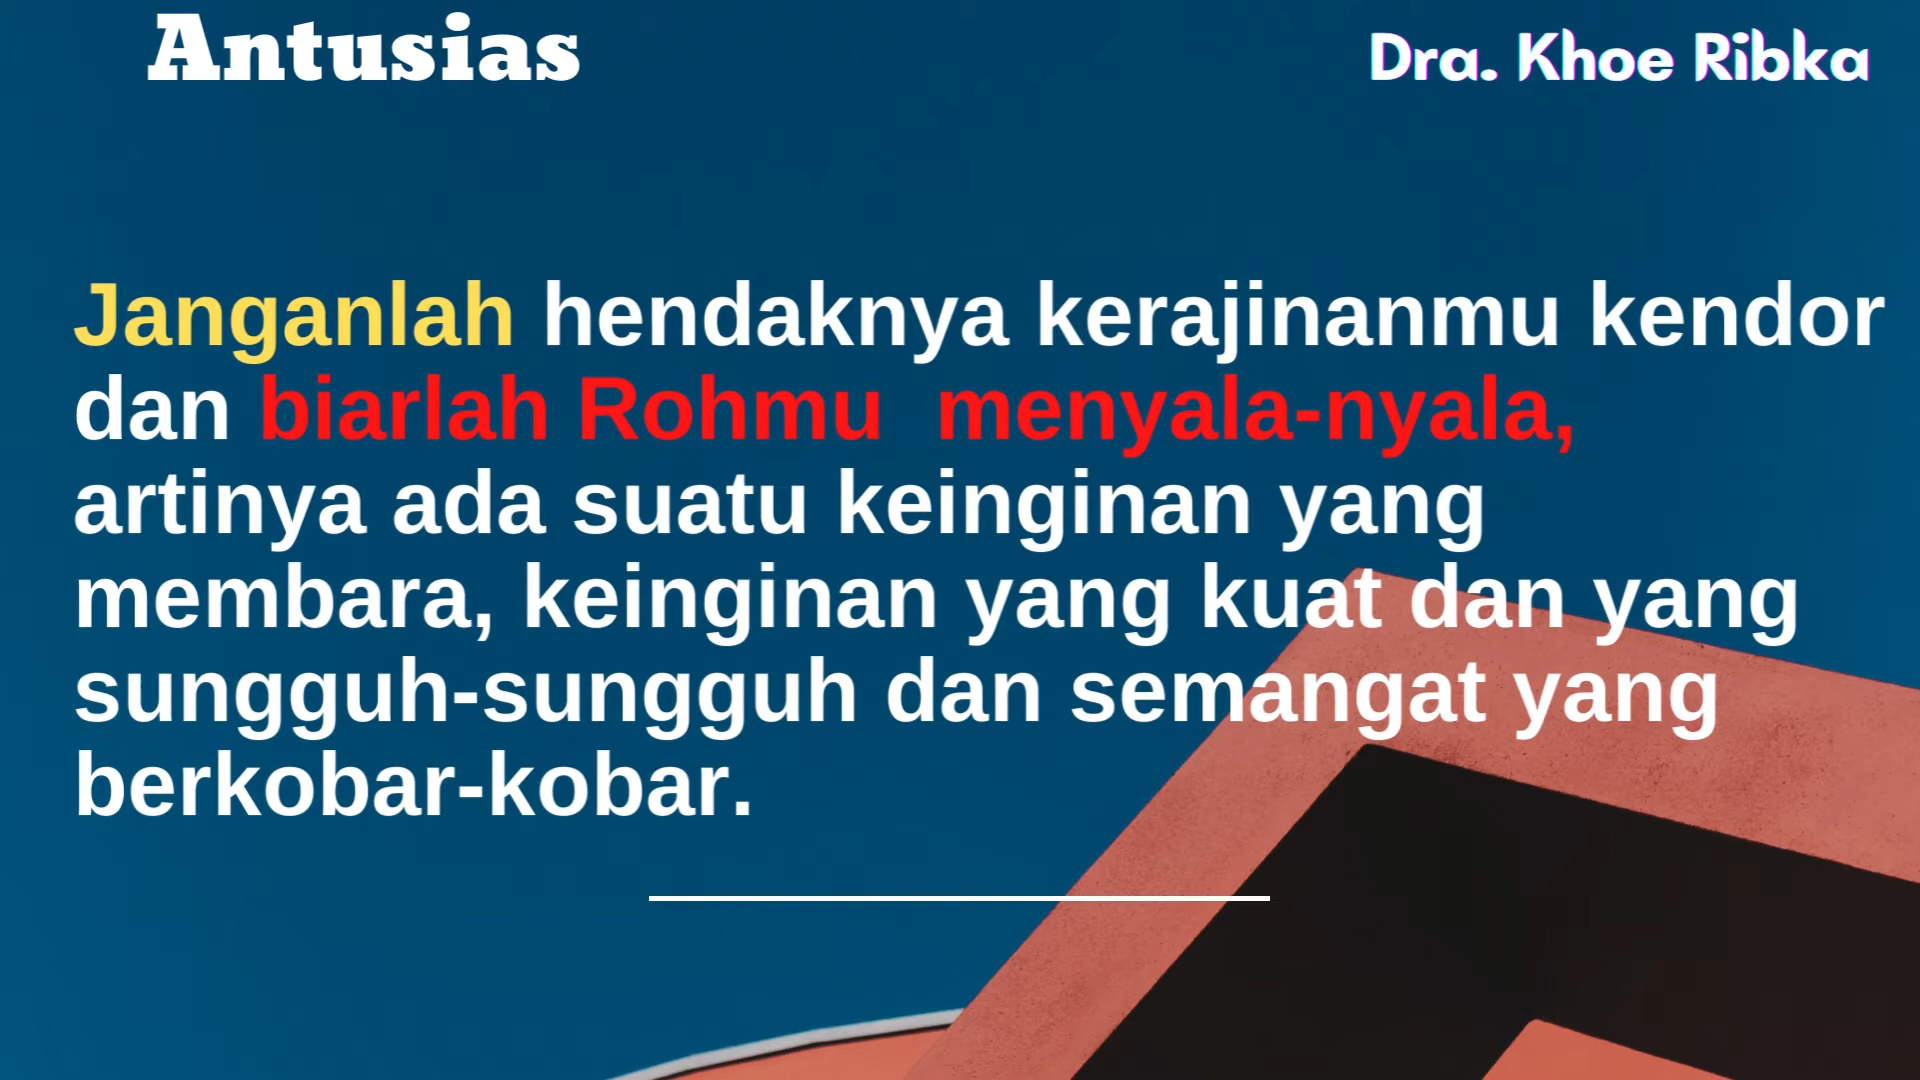 Antusias
Dra. Khoe Ribka
Janganlah hendaknya kerajinanmu kendor
dan biarlah Rohmu menyala-nyala,
artinya ada suatu keinginan yang
membara, keinginan yang kuat dan yang
sungguh-sungguh dan semangat yang
berkobar-kobar.